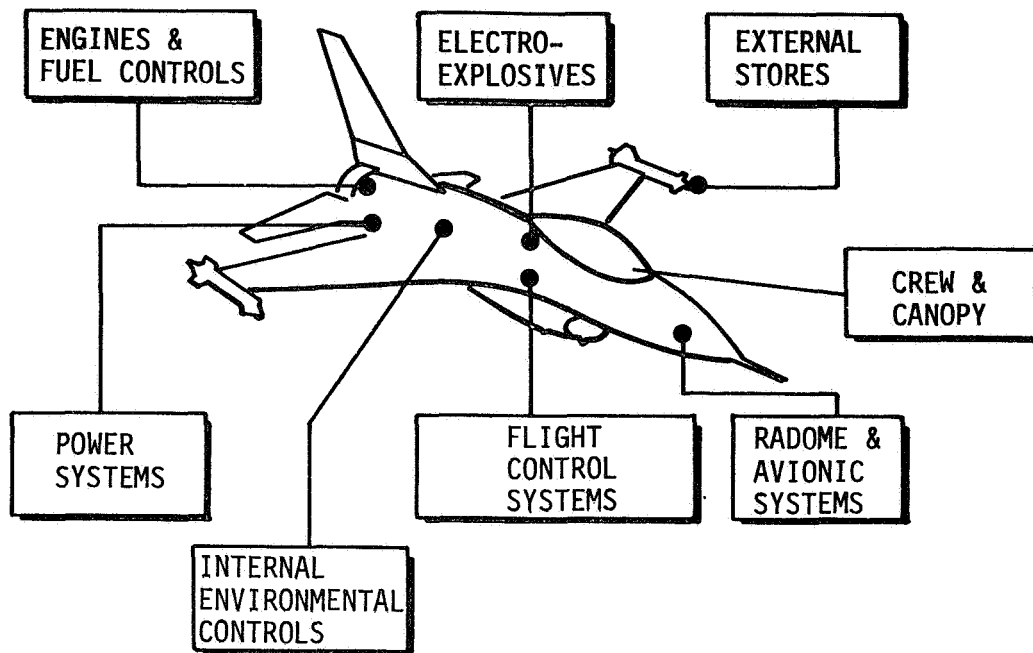 ENGINES &
FUEL CONTROLS
ELECTRO-
EXPLOSIVES
EXTERNAL
STORES
CREW &
CANOPY
POWER
SYSTEMS
FLIGHT
CONTROL
SYSTEMS
RADOME &
AVIONIC
SYSTEMS
INTERNAL
ENVIRONMENTAL
CONTROLS